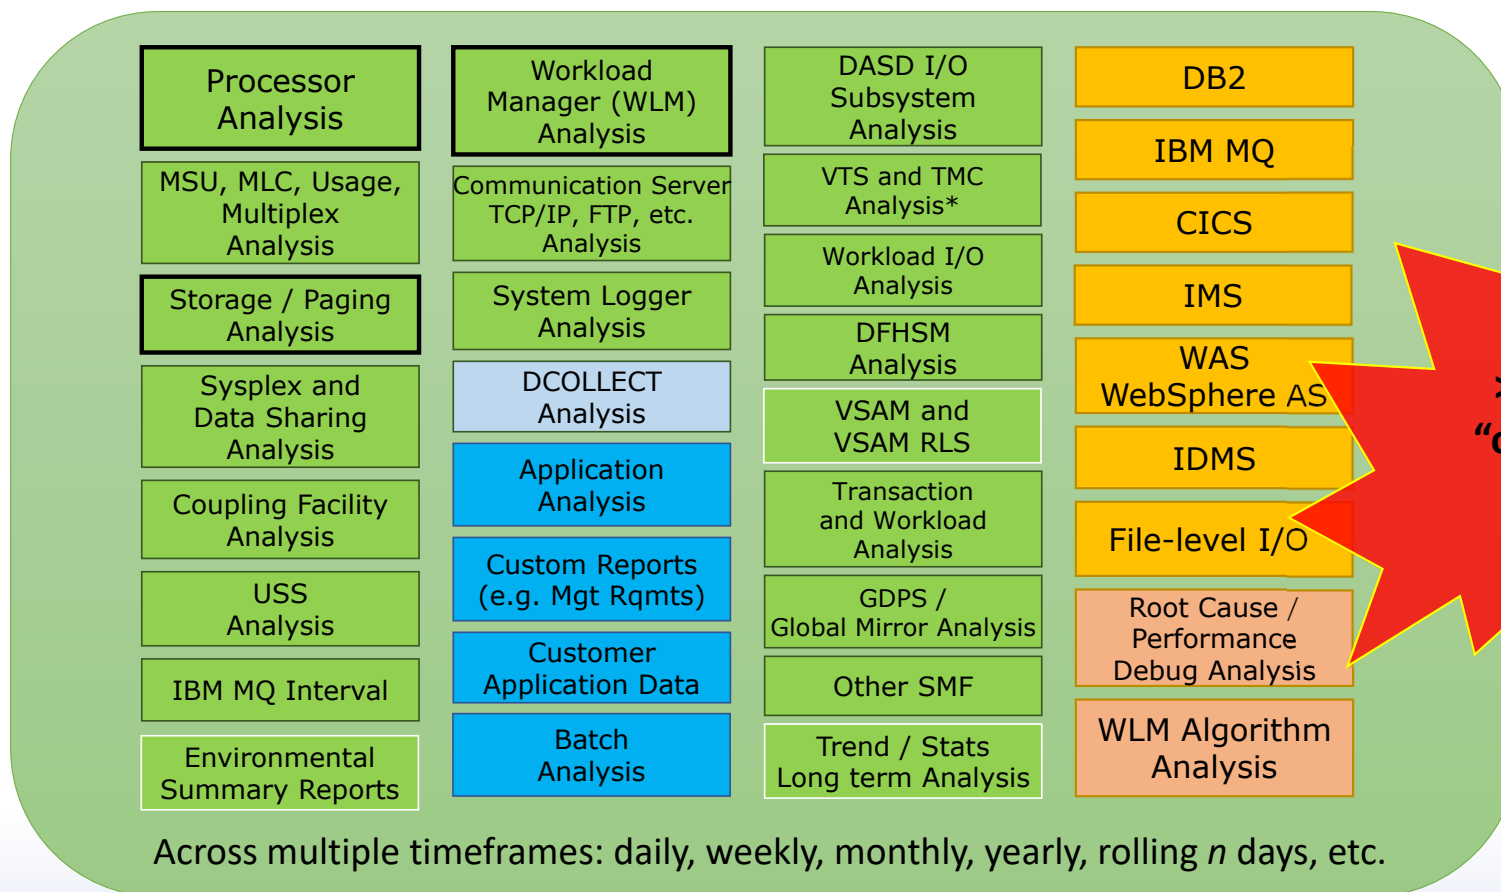 Processor
Analysis
MSU, MLC, Usage,
Multiplex
Analysis
Storage / Paging
Analysis
Sysplex and
Data Sharing
Analysis
Coupling Facility
Analysis
USS
Analysis
IBM MQ Interval
Environmental
Summary Reports
Workload
Manager (WLM)
Analysis
Communication Server
TCP/IP, FTP, etc.
Analysis
System Logger
Analysis
DCOLLECT
Analysis
Application
Analysis
Custom Reports
(e.g. Mgt Rqmts)
Customer
Application Data
Batch
Analysis
DASD I/O
Subsystem
Analysis
VTS and TMC
Analysis*
Workload I/O
Analysis
DFHSM
Analysis
VSAM and
VSAM RLS
Transaction
and Workload
Analysis
GDPS /
Global Mirror Analysis
Other SMF
Trend / Stats
Long term Analysis
DB2
IBM MQ
CICS
IMS
WAS
WebSphere AS
IDMS
File-level I/O
Root Cause /
Performance
Debug Analysis
WLM Algorithm
Analysis
Across multiple timeframes: daily, weekly, monthly, yearly, rolling n days, etc.